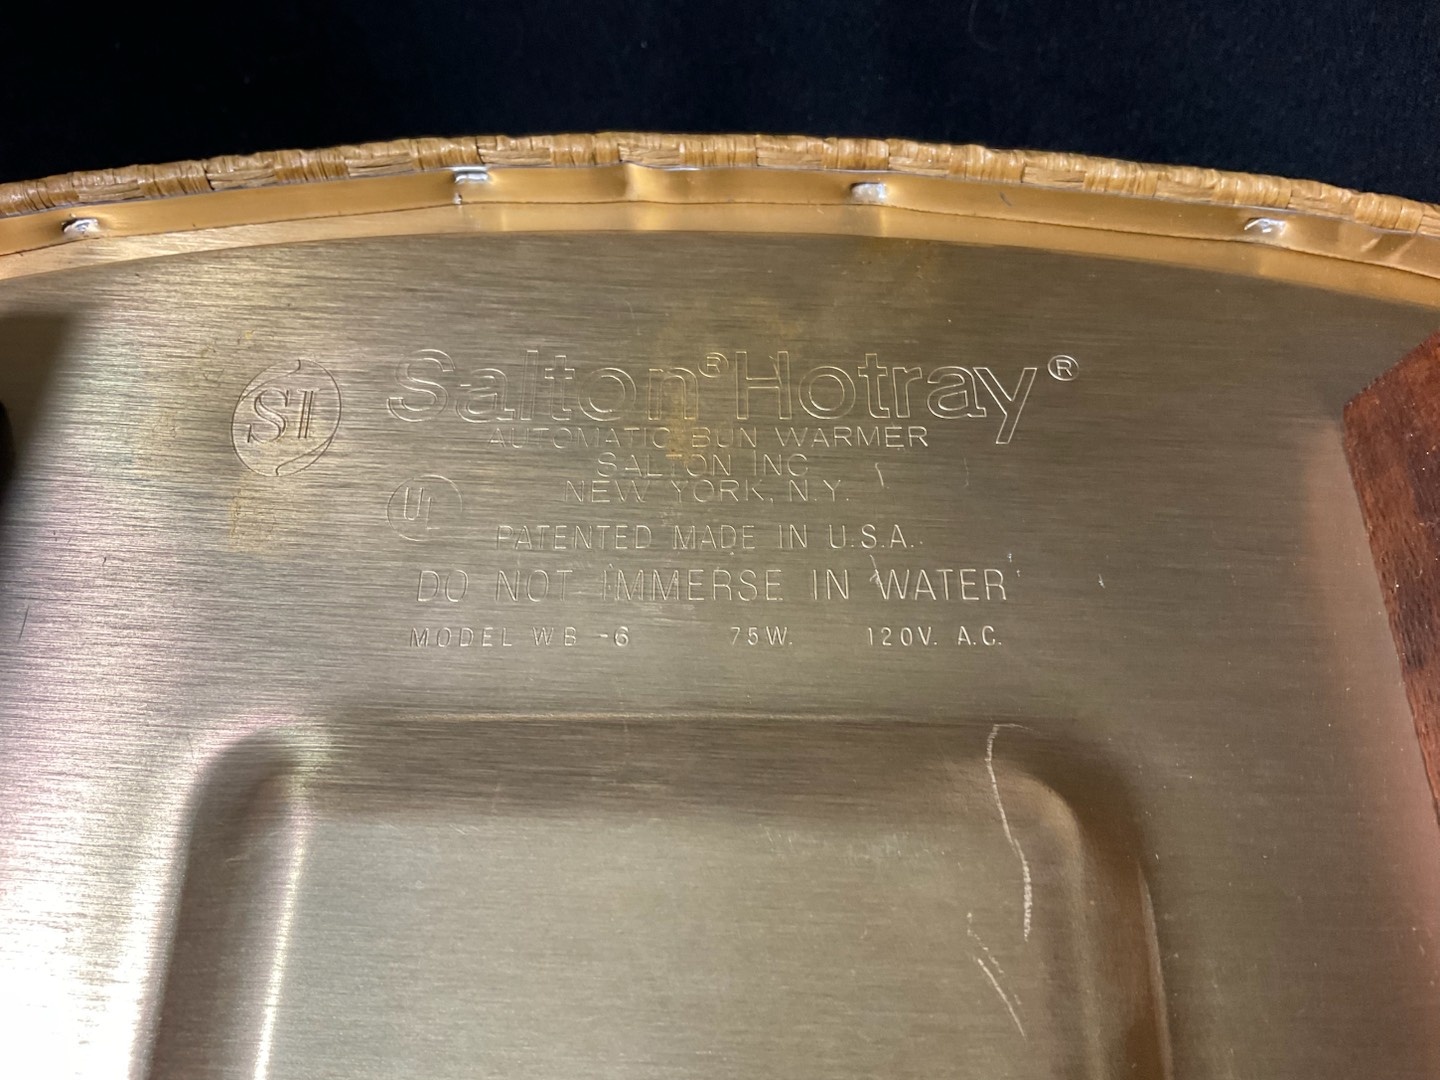 SI Salton® Hotray®
AUTOMATIC BUN WARMER
SALTON INC
NEW YORK, N.Y.
UL
PATENTED MADE IN U.S.A.
DO NOT IMMERSE IN WATER
MODEL WB -6 75W. 120V. A.C.